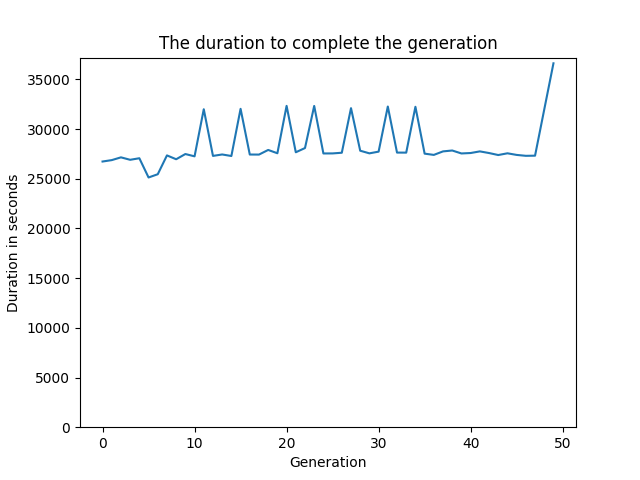 The duration to complete the generation
35000
30000
25000
20000
15000
10000
5000
0
Duration in seconds
0 10 20 30 40 50
Generation